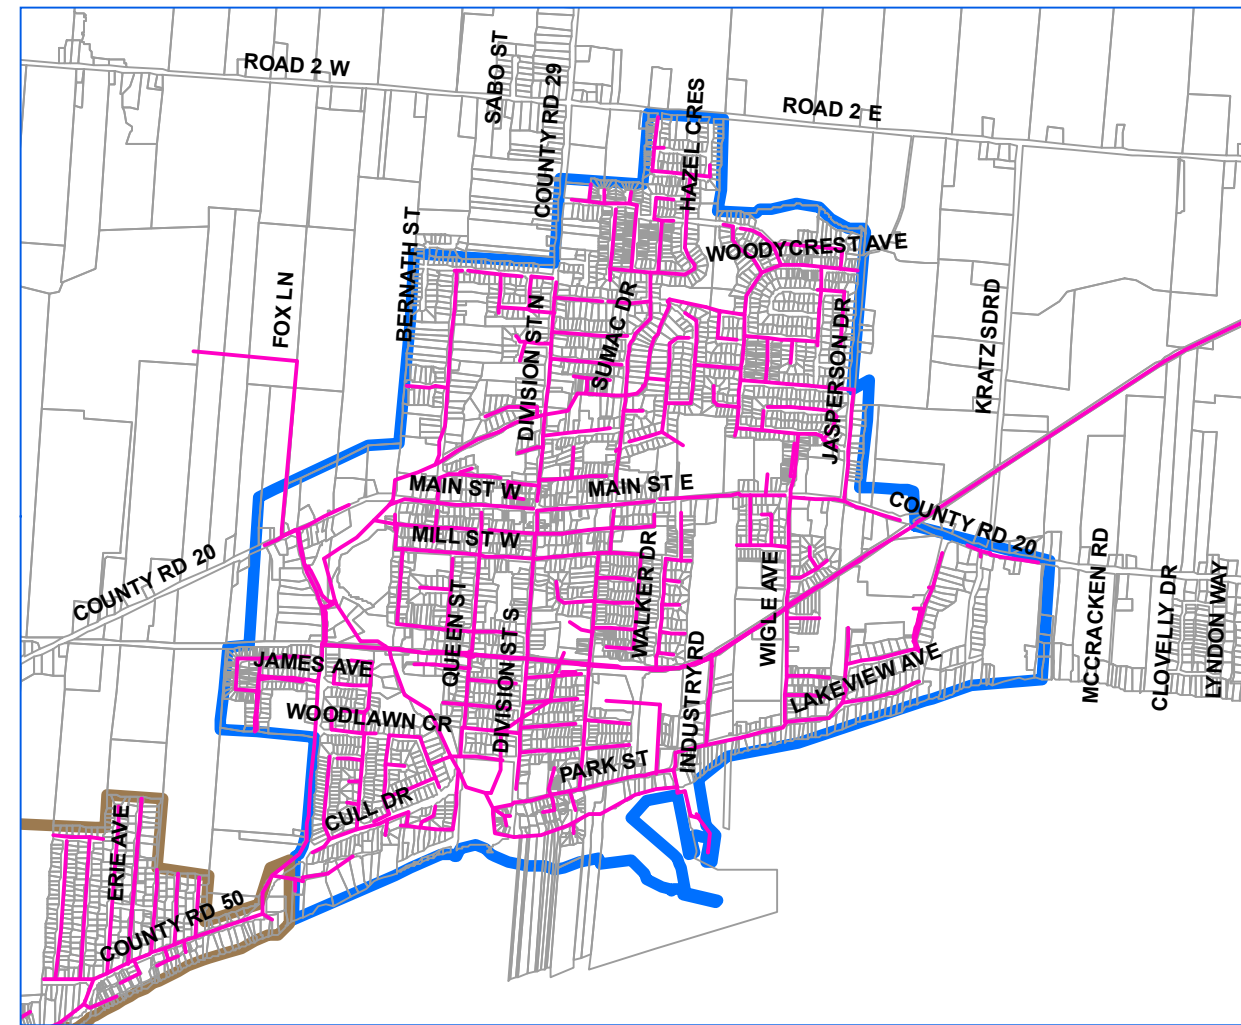 ROAD 2 W
SABO ST
COUNTY RD 29
HAZEL CRES
ROAD 2 E
BERNATH ST
FOX LN
WOODYCREST AVE
DIVISION ST N
SUMAC DR
JASPERSON DR
KRATZ SDRD
MAIN ST W
MAIN ST E
COUNTY RD 20
MILL ST W
COUNTY RD 20
QUEEN ST
DIVISION ST S
WALKER DR
WIGLE AVE
MCCRACKEN RD
CLOVELLY DR
LYNDON WAY
JAMES AVE
WOODLAWN CR
INDUSTRY RD
LAKEVIEW AVE
PARK ST
CULL DR
ERIE AVE
COUNTY RD 50